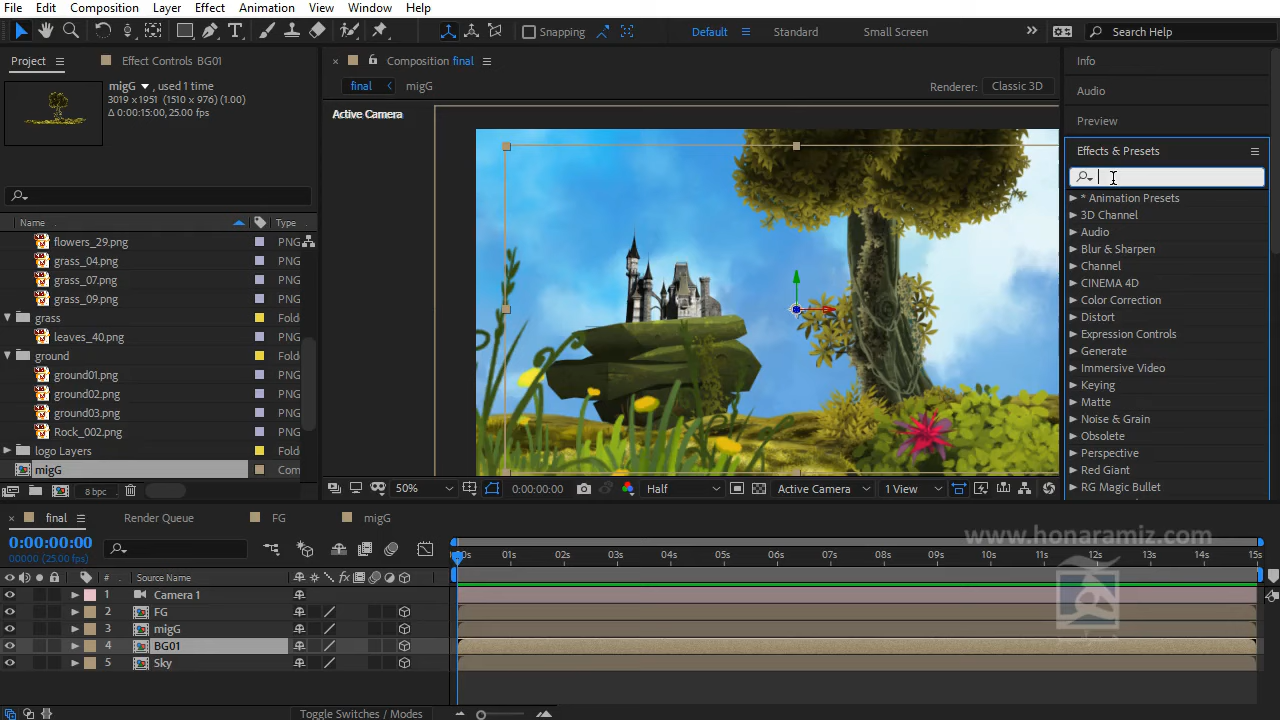 File Edit Composition Layer Effect Animation View Window Help
Snapping Default Standard Small Screen Search Help
Project Effect Controls BG01
Composition final
Info
migG , used 1 time
3019 x 1951 (1510 x 976) (1.00)
Δ 0:00:15:00, 25.00 fps
final migG Renderer: Classic 3D
Audio
Active Camera
Preview
Effects & Presets
Name Type
flowers_29.png PNG
grass_04.png PNG
grass_07.png PNG
grass_09.png PNG
grass Folde
leaves_40.png PNG
ground Folde
ground01.png PNG
ground02.png PNG
ground03.png PNG
Rock_002.png PNG
logo Layers Folde
migG Com
8 bpc
* Animation Presets
3D Channel
Audio
Blur & Sharpen
Channel
CINEMA 4D
Color Correction
Distort
Expression Controls
Generate
Immersive Video
Keying
Matte
Noise & Grain
Obsolete
Perspective
Red Giant
RG Magic Bullet
50% 0:00:00:00 Half Active Camera 1 View
final Render Queue FG migG
www.honaramiz.com
0:00:00:00
00000 (25.00 fps)
:00s 01s 02s 03s 04s 05s 06s 07s 08s 09s 10s 11s 12s 13s 14s 15s
# Source Name
1 Camera 1
2 FG
3 migG
4 BG01
5 Sky
Toggle Switches / Modes